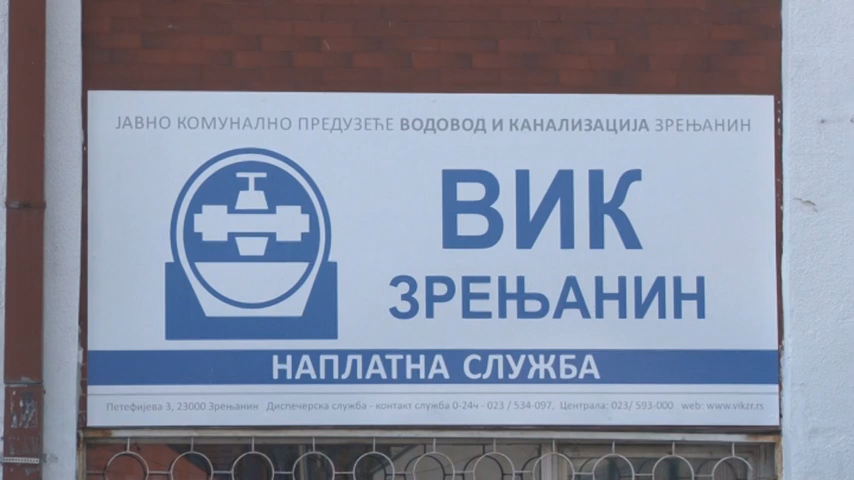 ЈАВНО КОМУНАЛНО ПРЕДУЗЕЋЕ ВОДОВОД И КАНАЛИЗАЦИЈА ЗРЕЊАНИН
ВИК
ЗРЕЊАНИН
НАПЛАТНА СЛУЖБА
Петефијева 3, 23000 Зрењанин Диспечерска служба - контакт служба 0-24ч - 023 / 534-097, Централа: 023/ 593-000 web: www.vikzr.rs